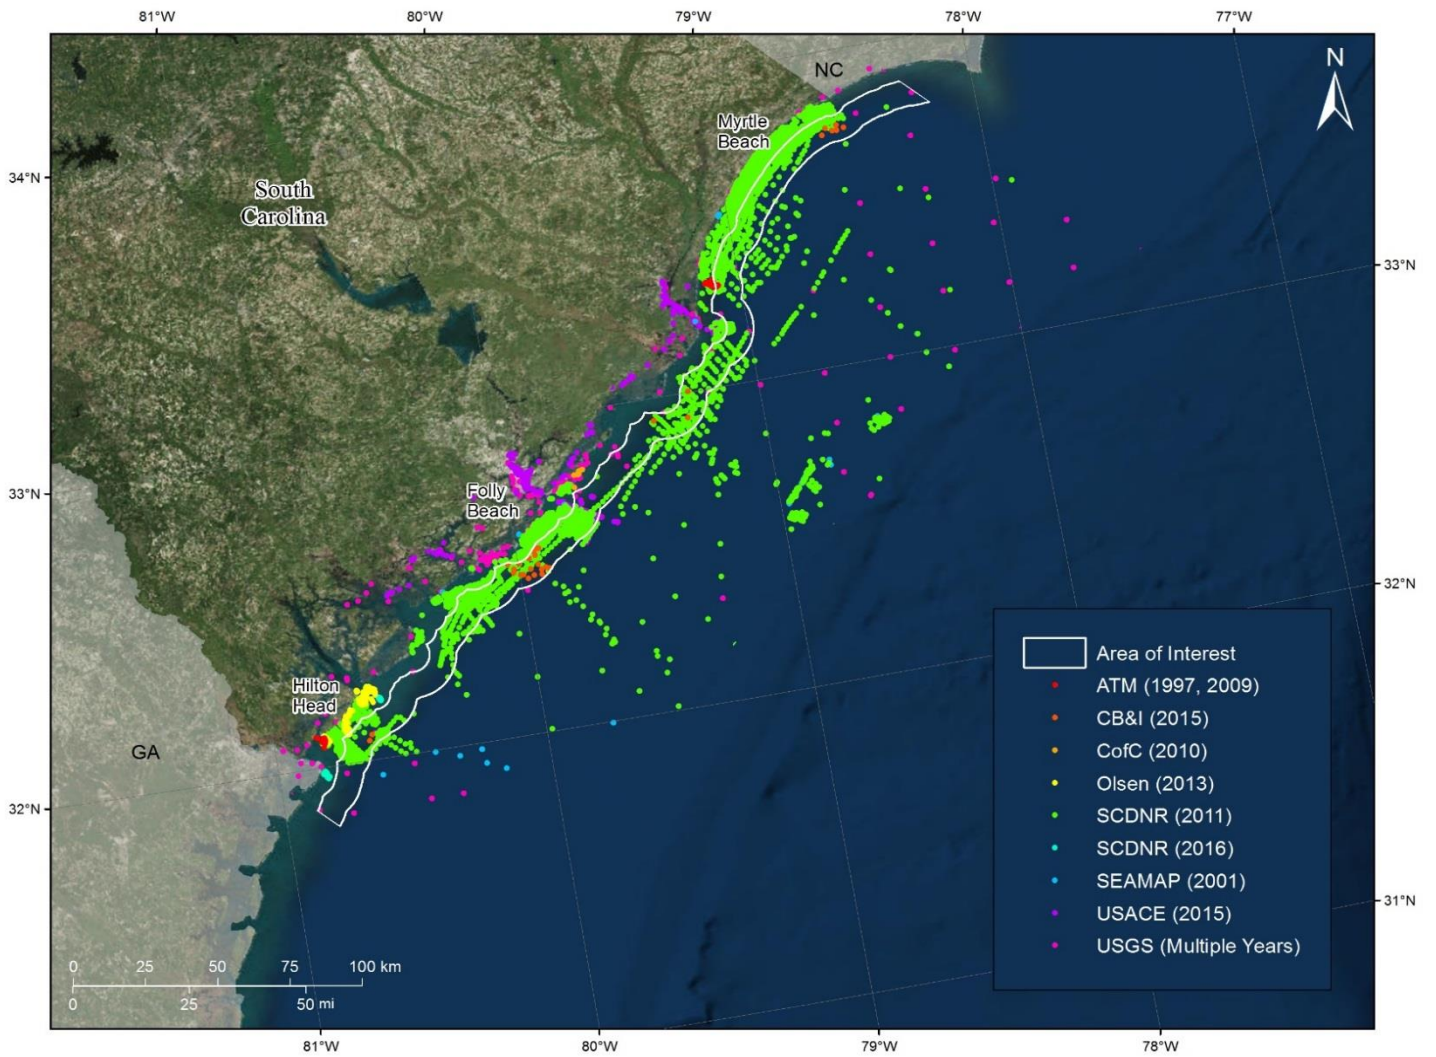 81°W 80°W 79°W 78°W 77°W
N
NC
Myrtle
Beach
34°N
South
Carolina
33°N
33°N
Folly
Beach
32°N
Hilton
Head
GA
32°N
31°N
Area of Interest
ATM (1997, 2009)
CB&I (2015)
CofC (2010)
Olsen (2013)
SCDNR (2011)
SCDNR (2016)
SEAMAP (2001)
USACE (2015)
USGS (Multiple Years)
0 25 50 75 100 km
0 25 50 mi
81°W 80°W 79°W 78°W